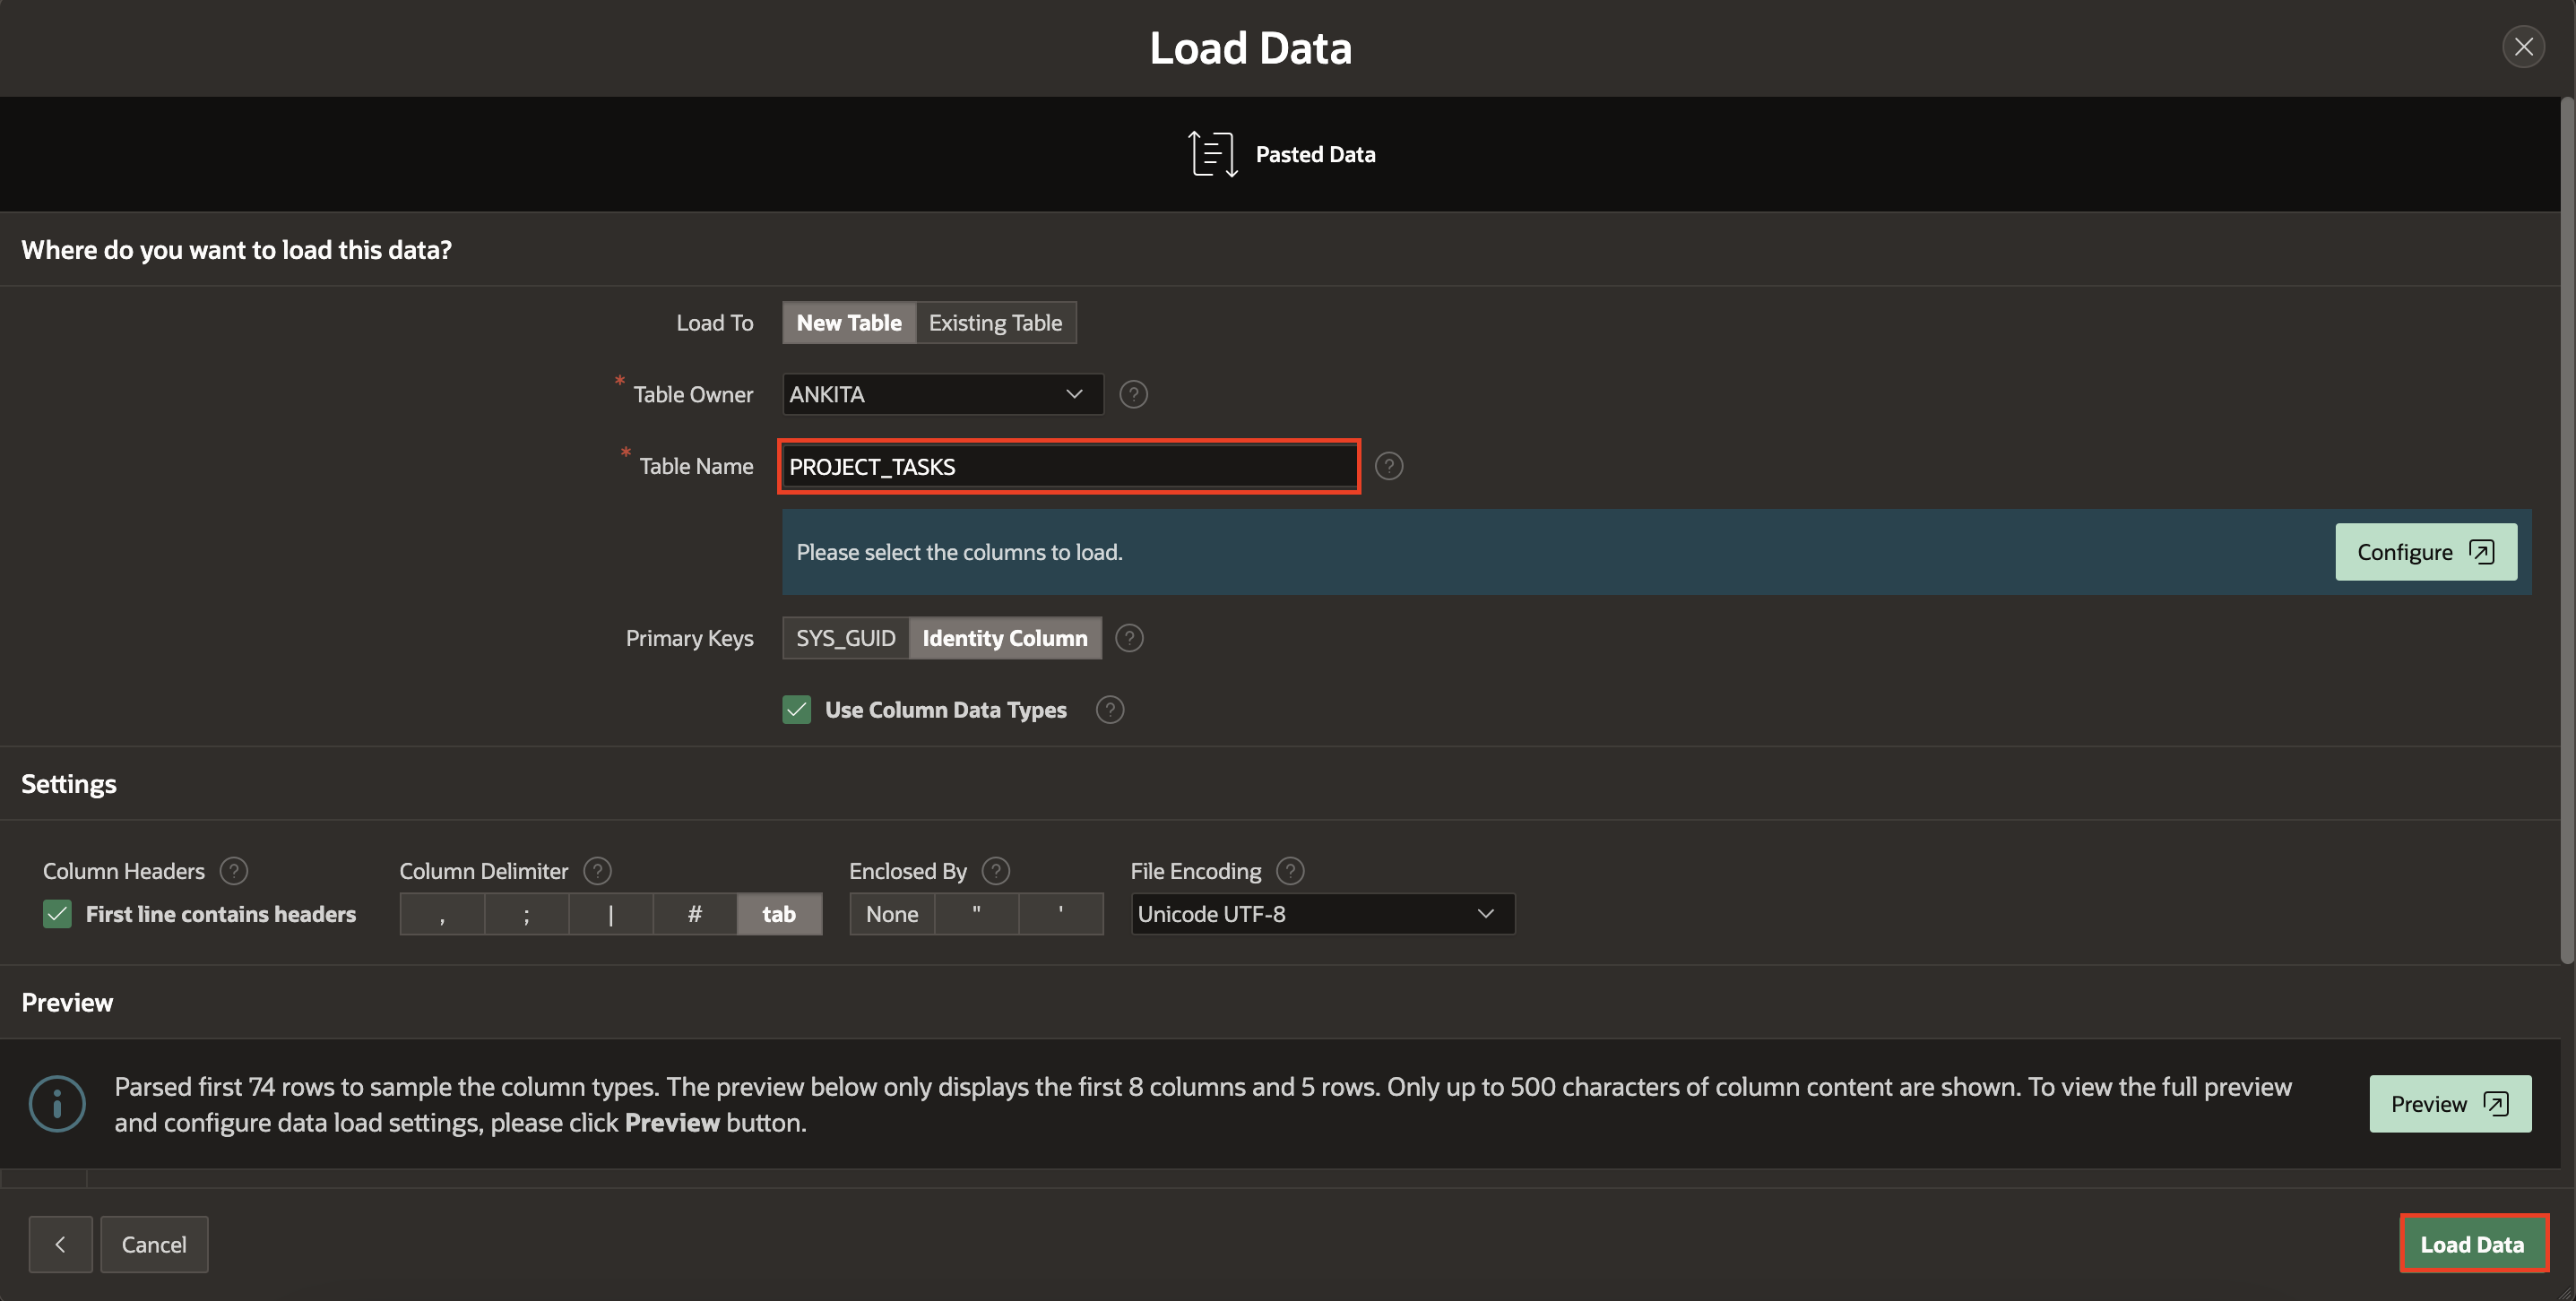 Load Data
Pasted Data
Where do you want to load this data?
Load To New Table Existing Table
* Table Owner ANKITA ?
* Table Name PROJECT_TASKS ?
Please select the columns to load. Configure
Primary Keys SYS_GUID Identity Column ?
Use Column Data Types ?
Settings
Column Headers ? Column Delimiter ? Enclosed By ? File Encoding ?
First line contains headers , ; | # tab None " ' Unicode UTF-8
Preview
Parsed first 74 rows to sample the column types. The preview below only displays the first 8 columns and 5 rows. Only up to 500 characters of column content are shown. To view the full preview
and configure data load settings, please click Preview button.
Preview
Cancel Load Data